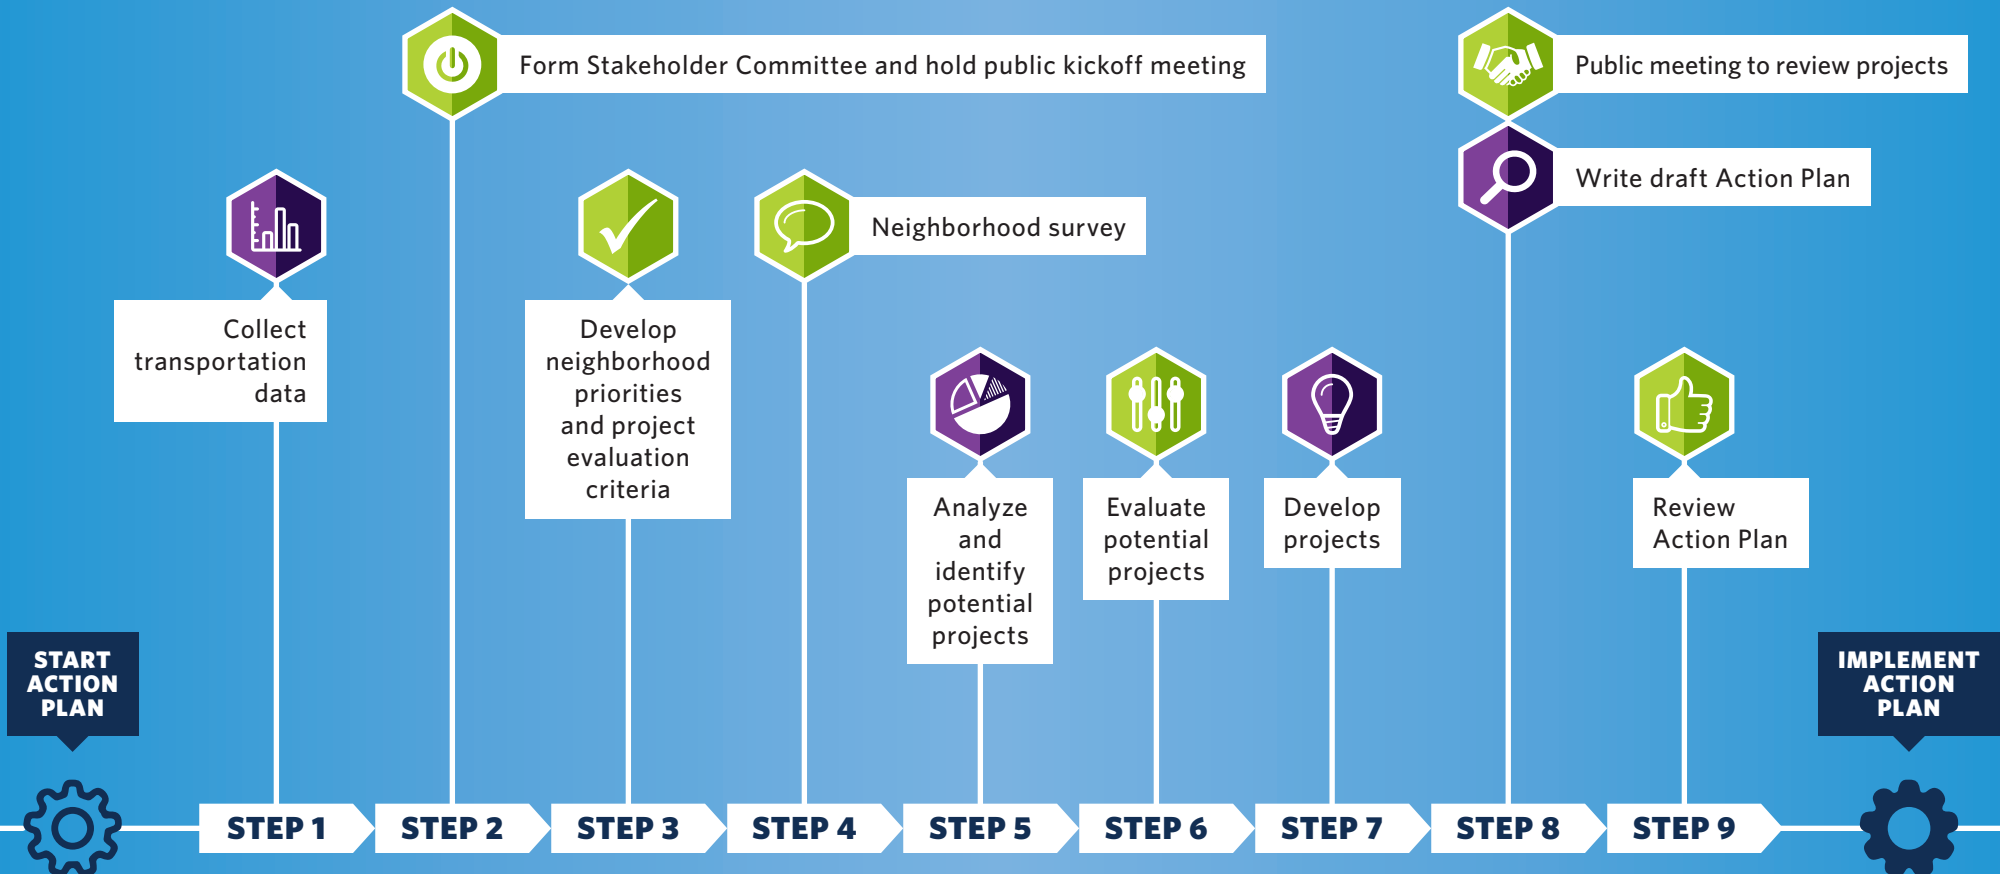 Form Stakeholder Committee and hold public kickoff meeting
Public meeting to review projects
Write draft Action Plan
Neighborhood survey
Collect
transportation
data
Develop
neighborhood
priorities
and project
evaluation
criteria
Analyze
and
identify
potential
projects
Evaluate
potential
projects
Develop
projects
Review
Action Plan
START
ACTION
PLAN
IMPLEMENT
ACTION
PLAN
STEP 1
STEP 2
STEP 3
STEP 4
STEP 5
STEP 6
STEP 7
STEP 8
STEP 9